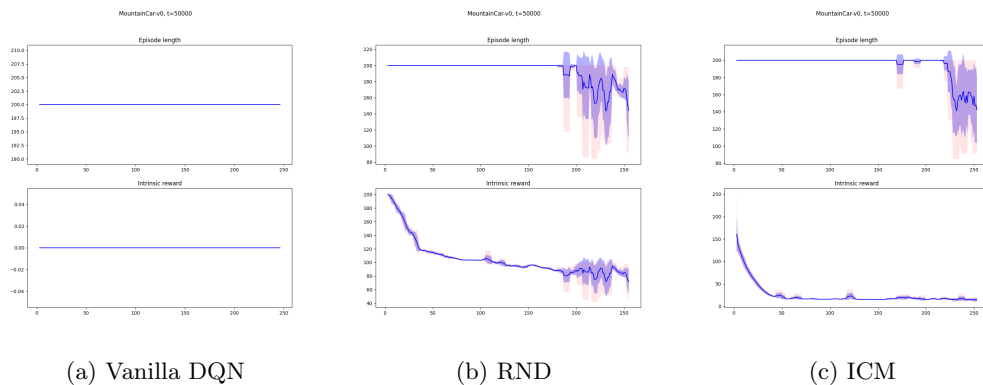 MountainCar-v0, t=50000
Episode length
210.0
207.5
205.0
202.5
200.0
197.5
195.0
192.5
190.0
0 50 100 150 200 250
Intrinsic reward
0.04
0.02
0.00
−0.02
−0.04
0 50 100 150 200 250
(a) Vanilla DQN
MountainCar-v0, t=50000
Episode length
220
200
180
160
140
120
100
80
0 50 100 150 200 250
Intrinsic reward
200
180
160
140
120
100
80
60
40
0 50 100 150 200 250
(b) RND
MountainCar-v0, t=50000
Episode length
200
180
160
140
120
100
80
0 50 100 150 200 250
Intrinsic reward
250
200
150
100
50
0
0 50 100 150 200 250
(c) ICM